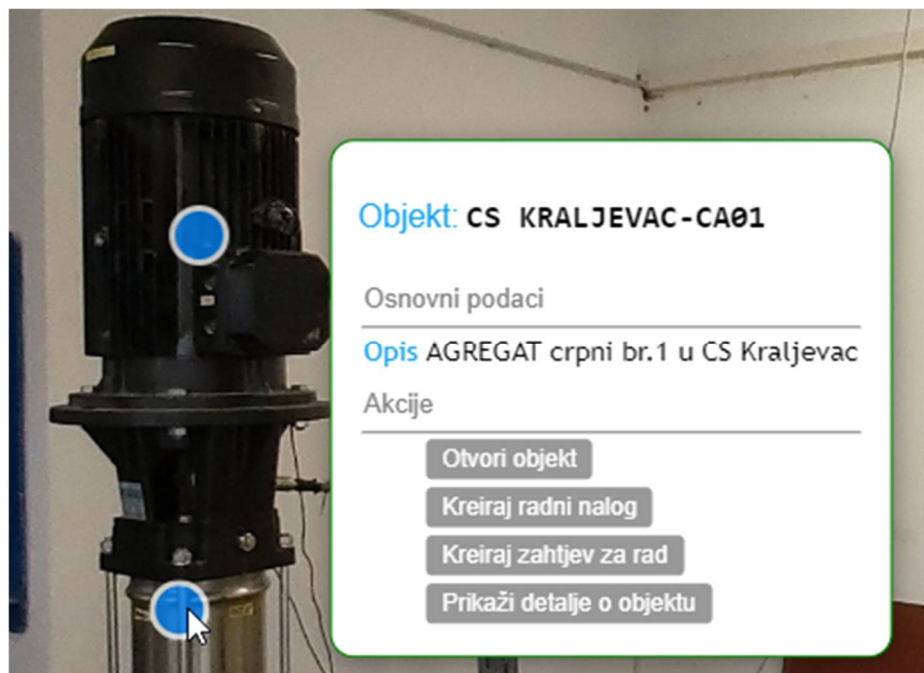 Objekt: CS KRALJEVAC-CA01
Osnovni podaci
Opis AGREGAT crpni br.1 u CS Kraljevac
Akcije
Otvori objekt
Kreiraj radni nalog
Kreiraj zahtjev za rad
Prikaži detalje o objektu